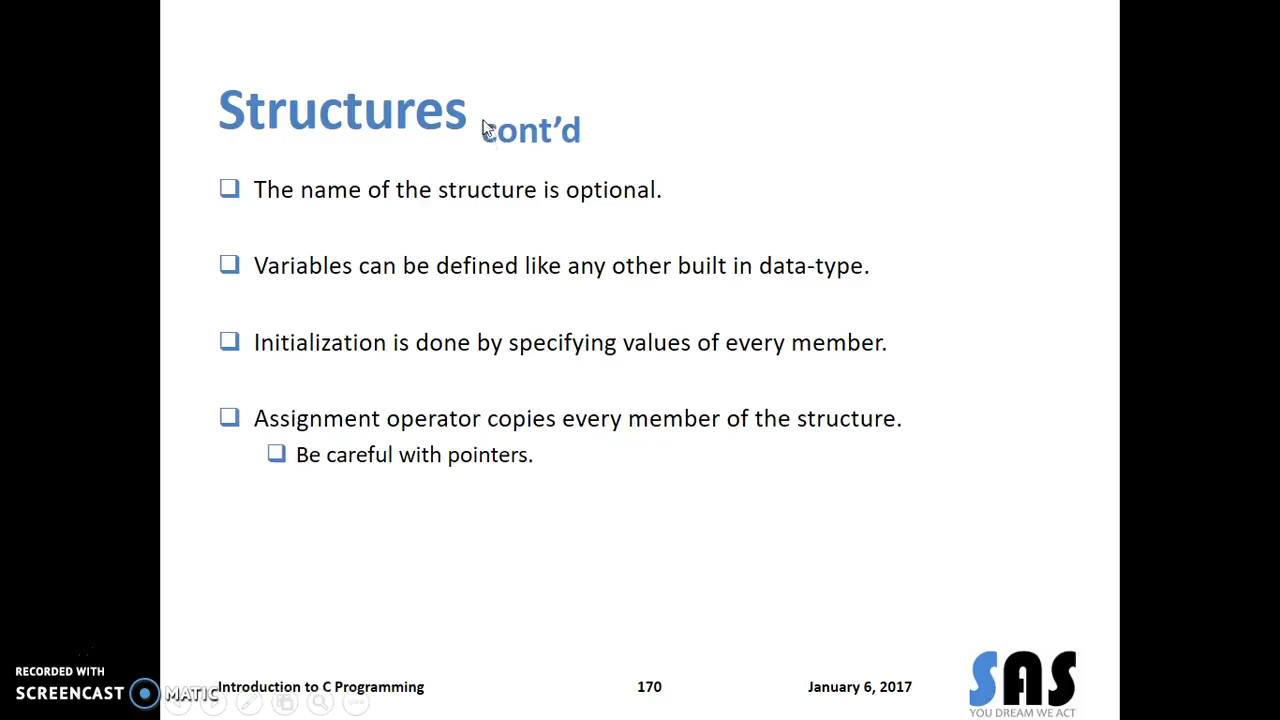 Structures cont’d
The name of the structure is optional.
Variables can be defined like any other built in data-type.
Initialization is done by specifying values of every member.
Assignment operator copies every member of the structure.
Be careful with pointers.
RECORDED WITH
SCREENCAST MATIC
Introduction to C Programming
170
January 6, 2017
SAS
YOU DREAM WE ACT